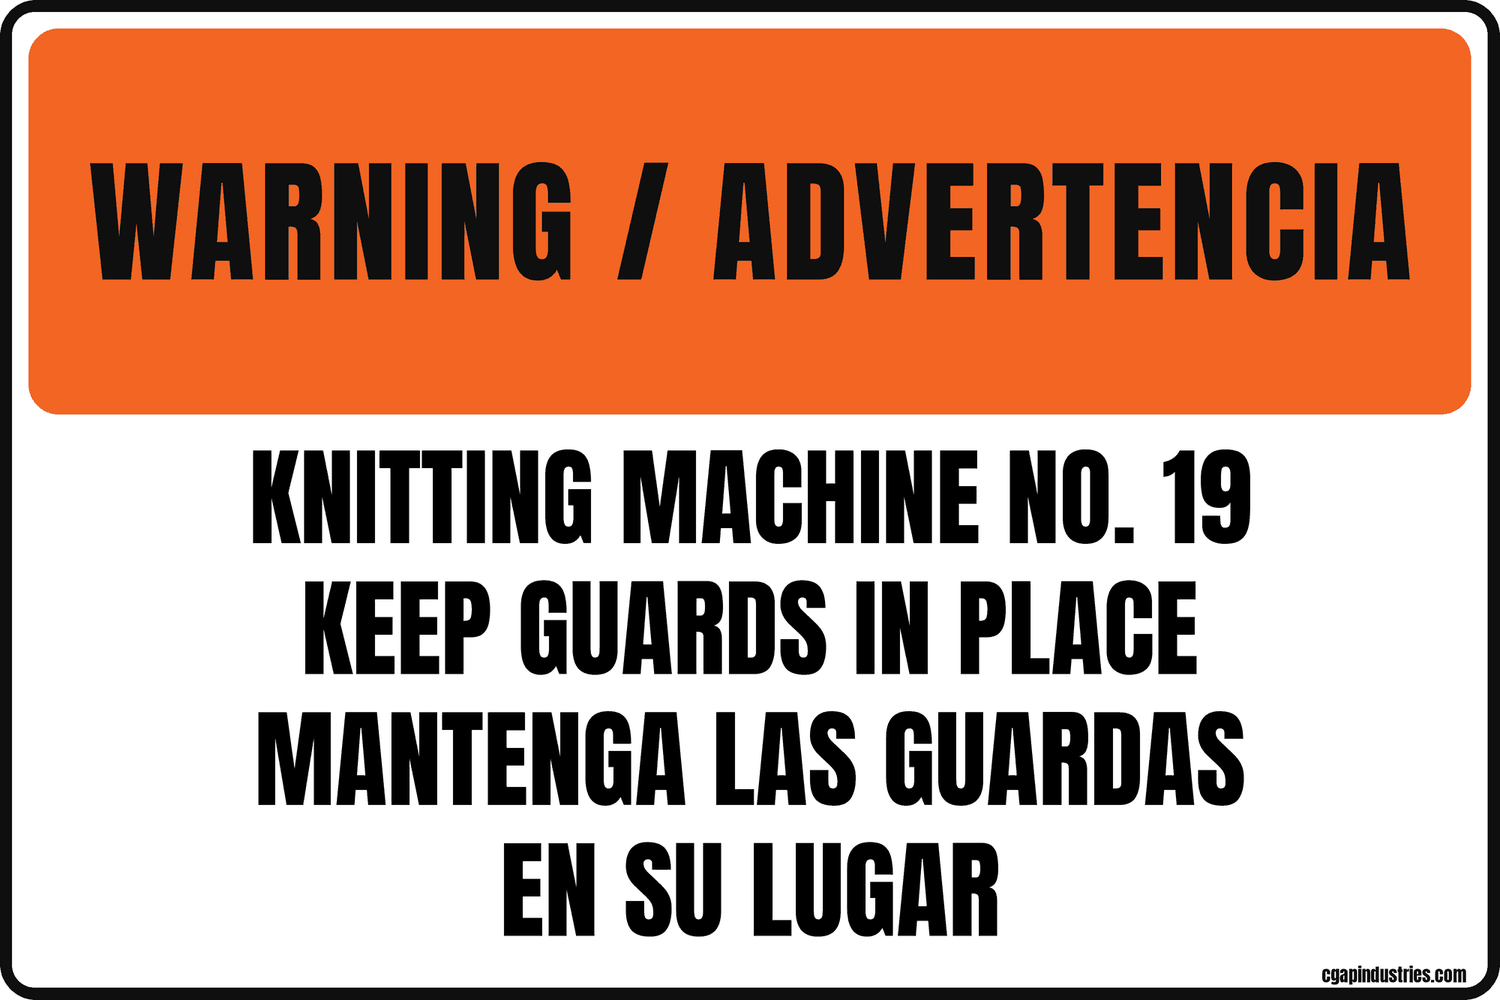 WARNING / ADVERTENCIA
KNITTING MACHINE NO. 19
KEEP GUARDS IN PLACE
MANTENGA LAS GUARDAS
EN SU LUGAR
cgapindustries.com